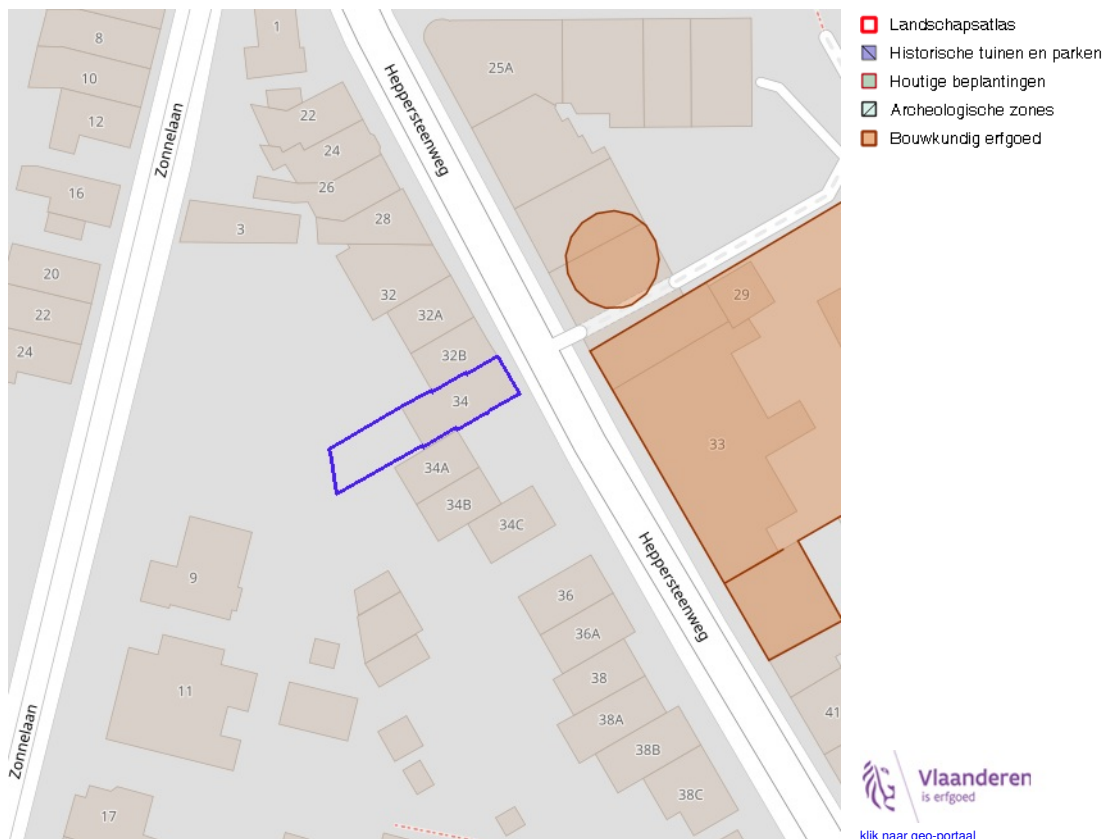 8
10
12
Zonnelaan
16
20
22
24
1
22
24
26
28
3
32
32A
32B
34
34A
34B
34C
Heppersteenweg
25A
29
33
36
36A
38
38A
38B
38C
41
Heppersteenweg
9
11
17
Zonnelaan
Landschapsatlas
Historische tuinen en parken
Houtige beplantingen
Archeologische zones
Bouwkundig erfgoed
Vlaanderen
is erfgoed
klik naar geo-portaal